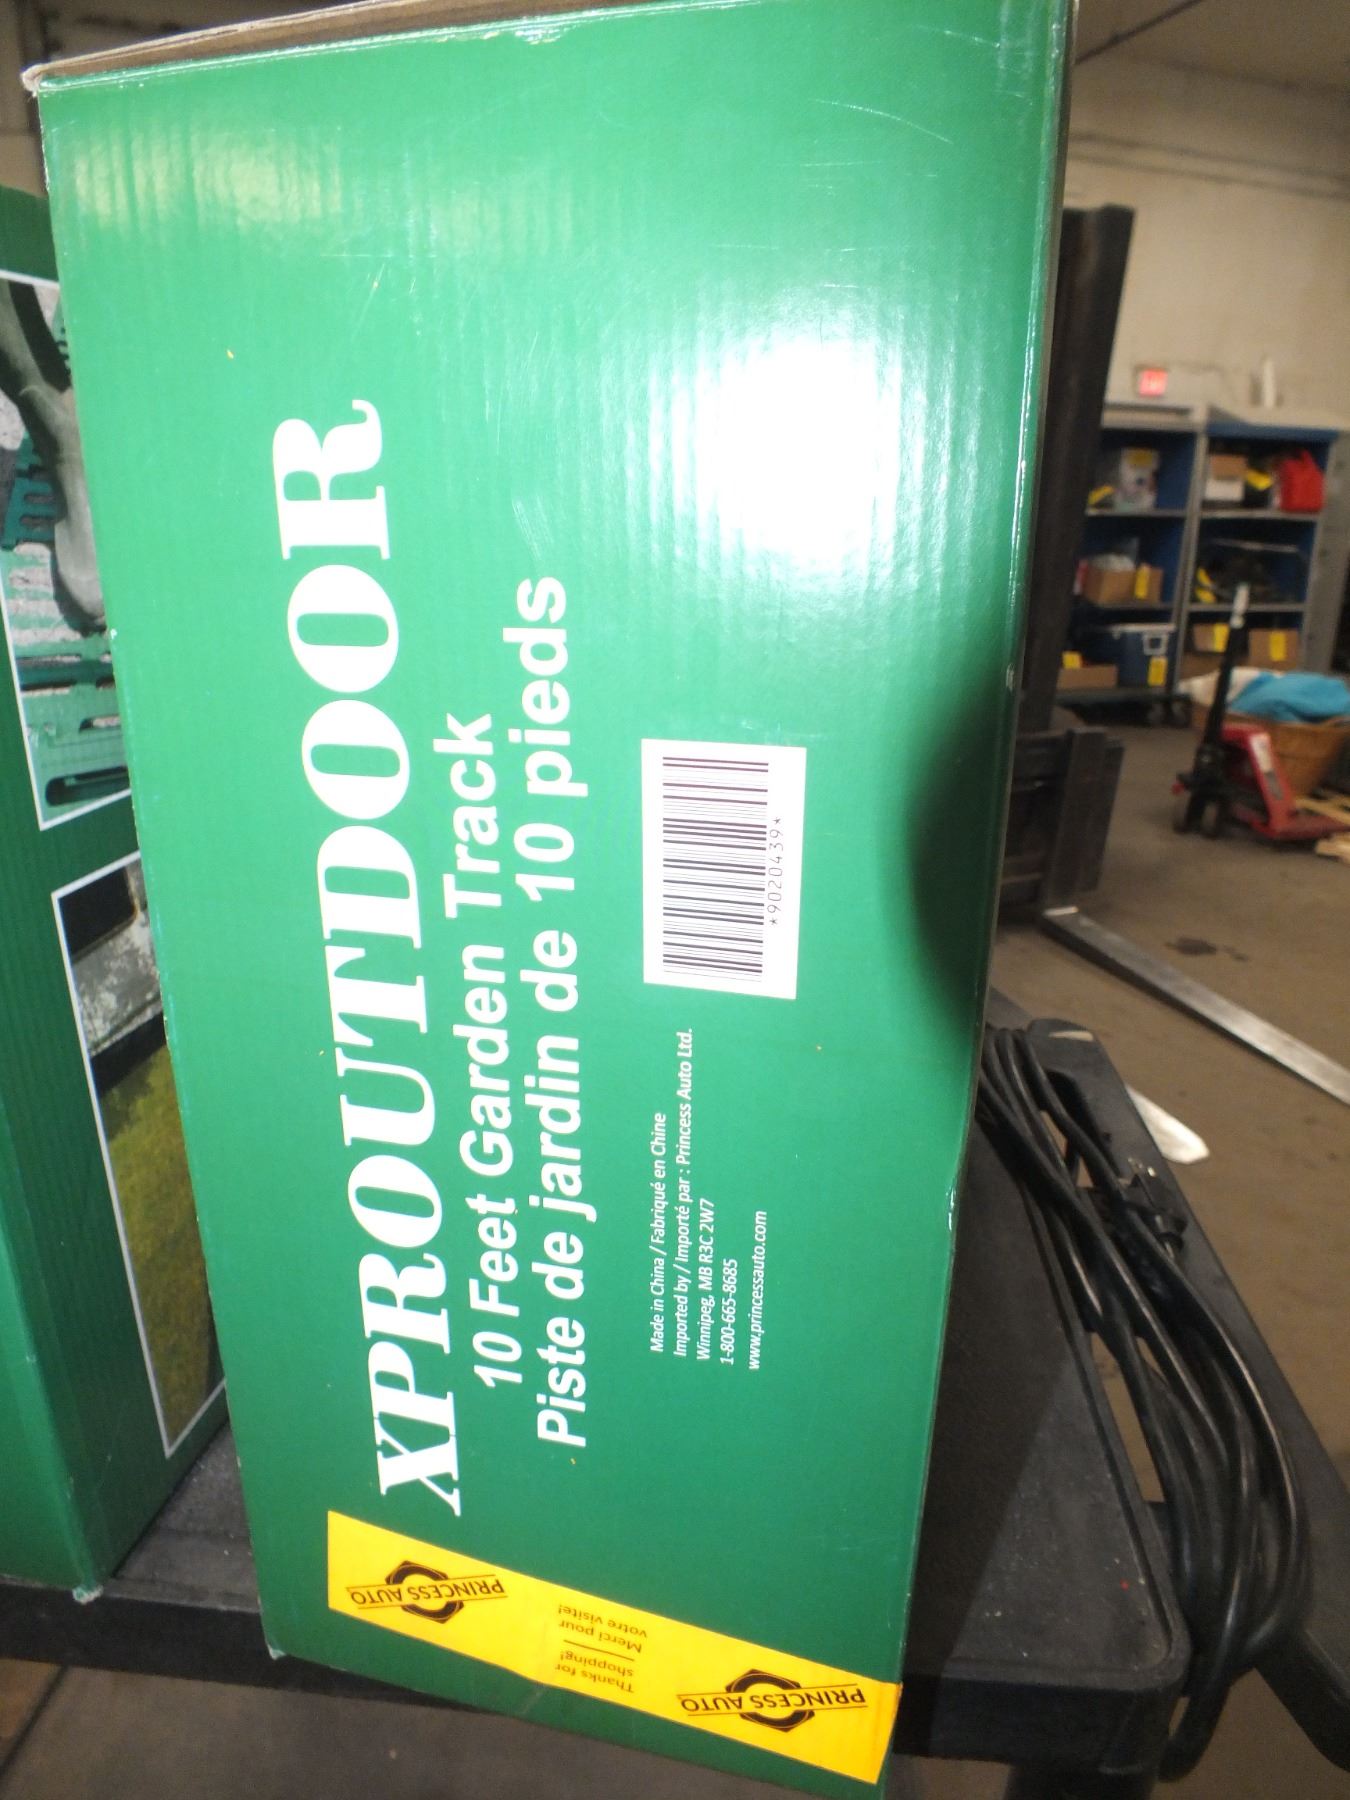 XPROUTDOOR
10 Feet Garden Track
Piste de jardin de 10 pieds
*9020439*
Made in China / Fabriqué en Chine
Imported by / Importé par : Princess Auto Ltd.
Winnipeg, MB R3C 2W7
1-800-665-8685
www.princessauto.com
PRINCESS AUTO
Thanks for
shopping!
Merci pour
votre visite!
PRINCESS AUTO